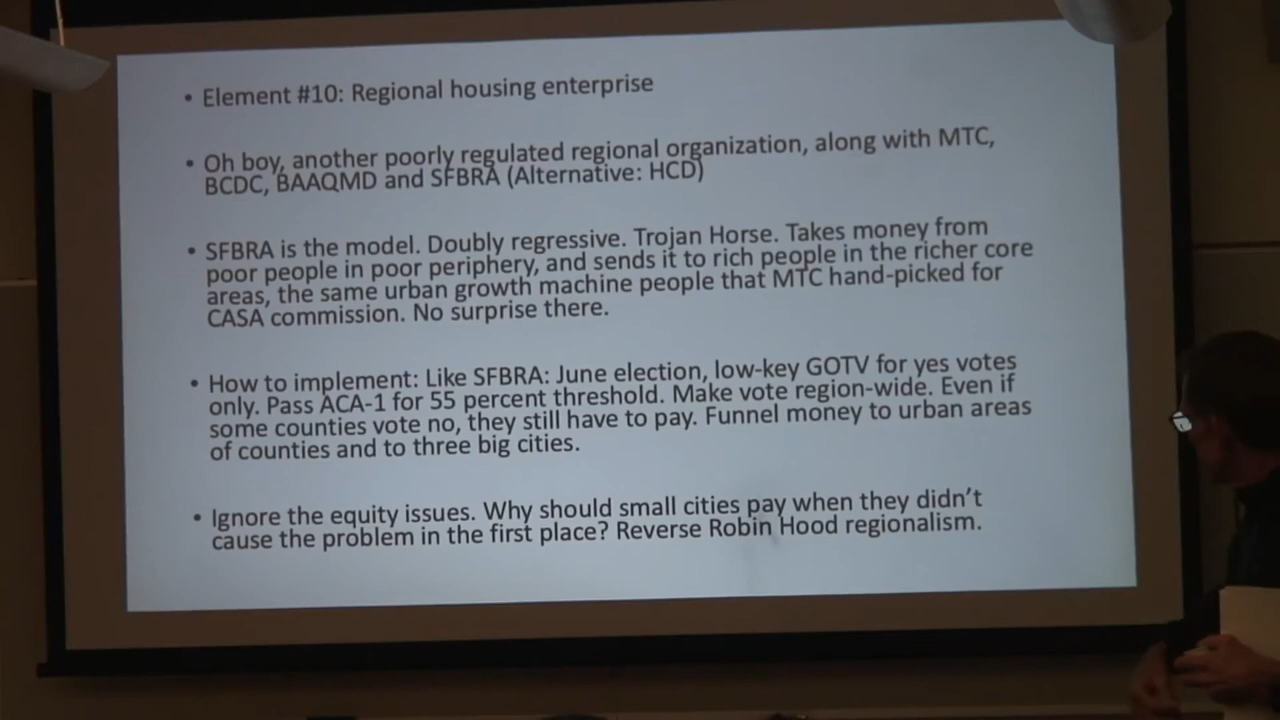 • Element #10: Regional housing enterprise
• Oh boy, another poorly regulated regional organization, along with MTC,
BCDC, BAAQMD and SFBRA (Alternative: HCD)
• SFBRA is the model. Doubly regressive. Trojan Horse. Takes money from
poor people in poor periphery, and sends it to rich people in the richer core
areas, the same urban growth machine people that MTC hand-picked for
CASA commission. No surprise there.
• How to implement: Like SFBRA: June election, low-key GOTV for yes votes
only. Pass ACA-1 for 55 percent threshold. Make vote region-wide. Even if
some counties vote no, they still have to pay. Funnel money to urban areas
of counties and to three big cities.
• Ignore the equity issues. Why should small cities pay when they didn't
cause the problem in the first place? Reverse Robin Hood regionalism.